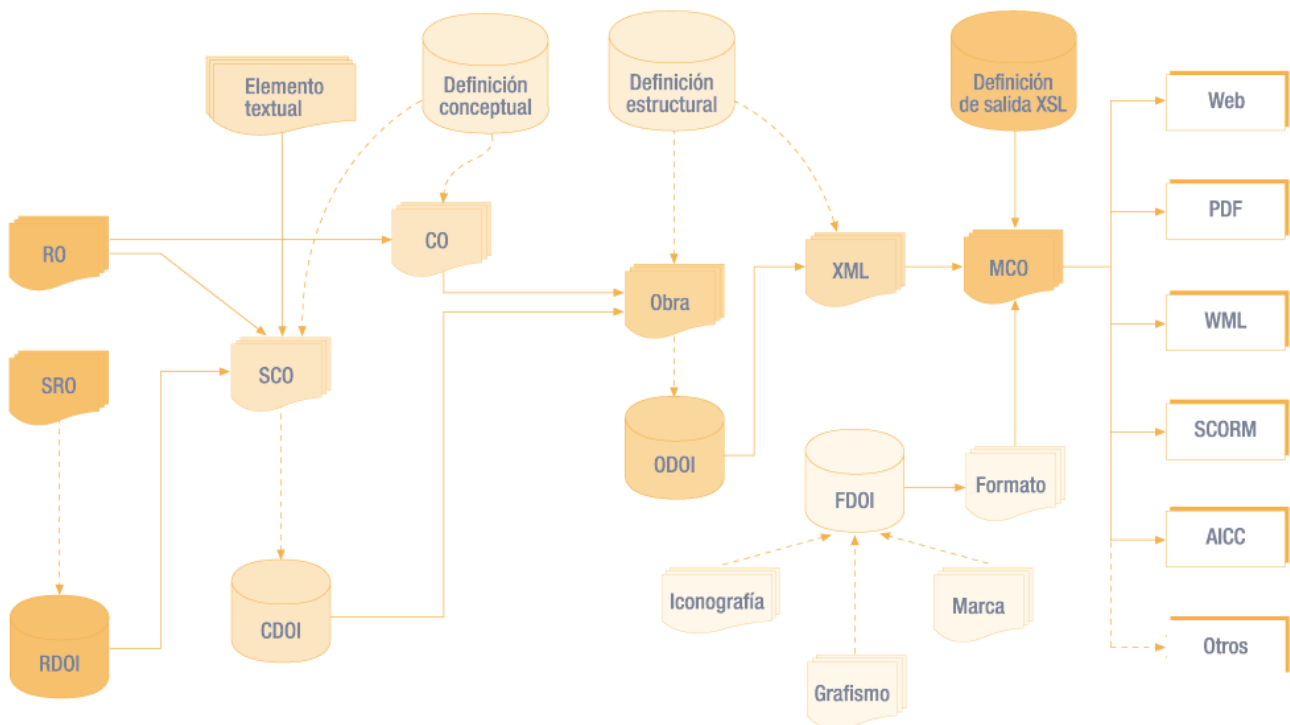 Elemento
textual
Definición
conceptual
Definición
estructural
Definición
de salida XSL
Web
PDF
RO
CO
XML
MCO
Obra
WML
SRO
SCO
SCORM
ODOI
FDOI
Formato
AICC
Iconografía
Marca
CDOI
RDOI
Grafismo
Otros